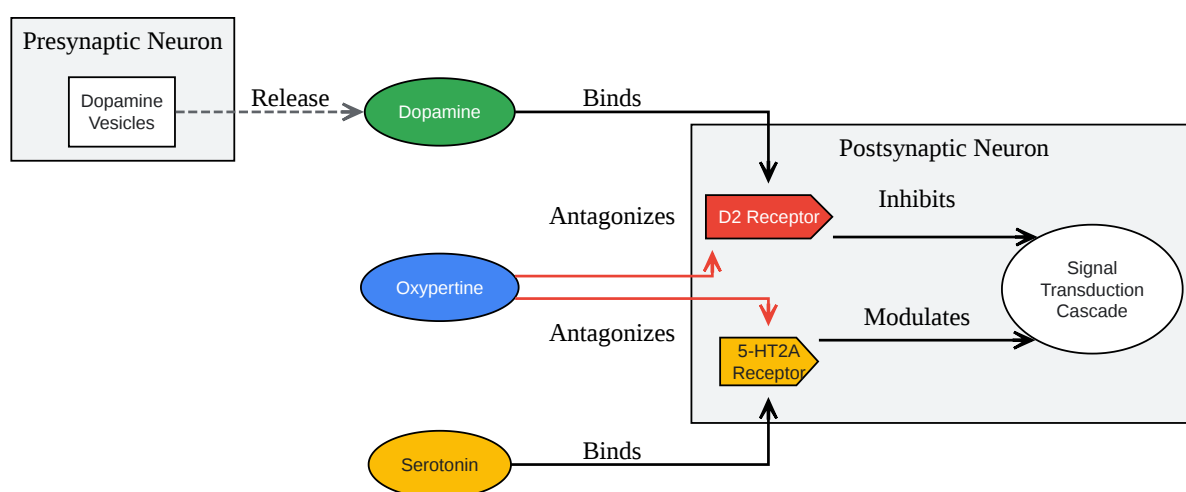 Presynaptic Neuron
Dopamine
Vesicles
Release
Dopamine
Binds
Postsynaptic Neuron
Antagonizes
D2 Receptor
Inhibits
Oxypertine
Signal
Transduction
Cascade
Antagonizes
Modulates
5-HT2A
Receptor
Serotonin
Binds